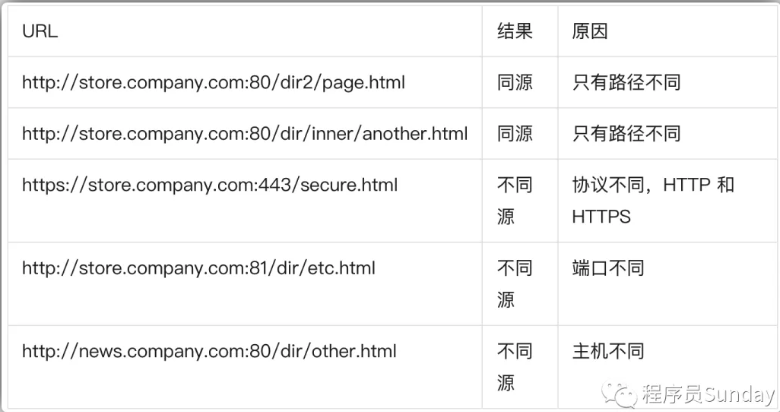 URL 结果 原因
http://store.company.com:80/dir2/page.html 同源 只有路径不同
http://store.company.com:80/dir/inner/another.html 同源 只有路径不同
https://store.company.com:443/secure.html 不同 协议不同，HTTP 和
源 HTTPS
http://store.company.com:81/dir/etc.html 不同 端口不同
源
http://news.company.com:80/dir/other.html 不同 主机不同
源
程序员Sunday